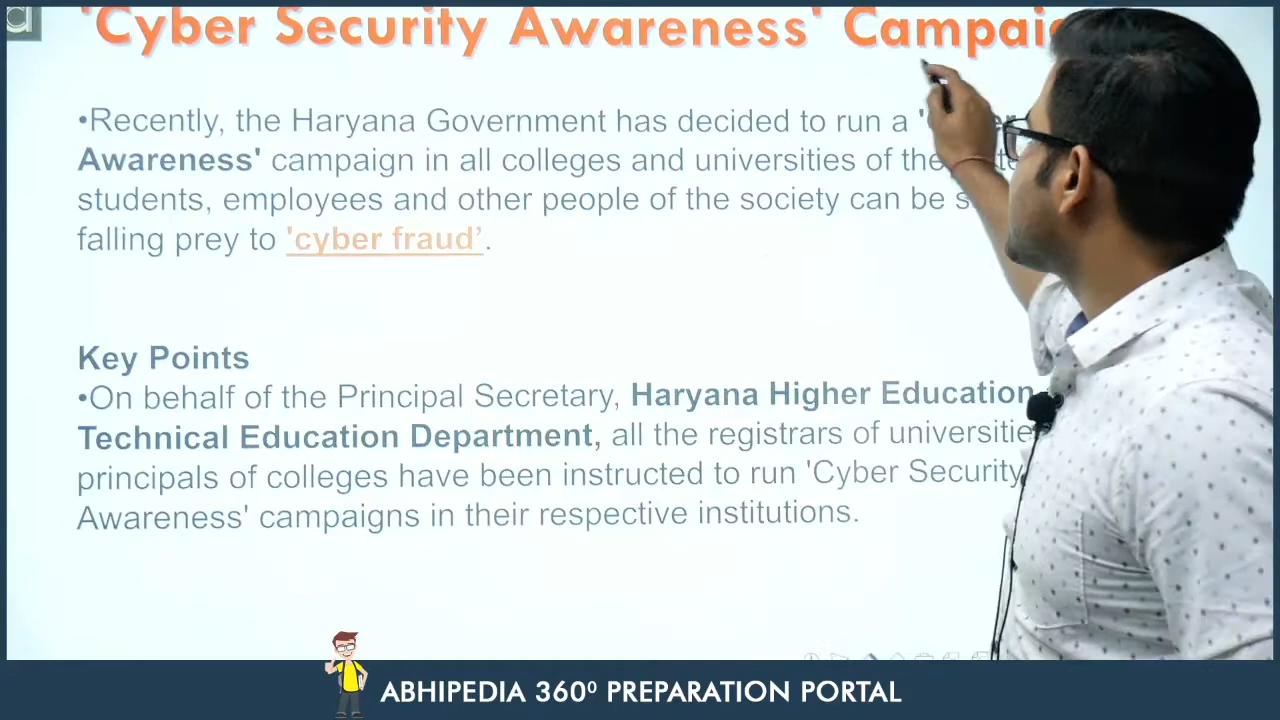 a
'Cyber Security Awareness' Campai
•Recently, the Haryana Government has decided to run a '
Awareness' campaign in all colleges and universities of the
students, employees and other people of the society can be s
falling prey to 'cyber fraud’.
Key Points
•On behalf of the Principal Secretary, Haryana Higher Education
Technical Education Department, all the registrars of universitie
principals of colleges have been instructed to run 'Cyber Security
Awareness' campaigns in their respective institutions.
ABHIPEDIA 360⁰ PREPARATION PORTAL